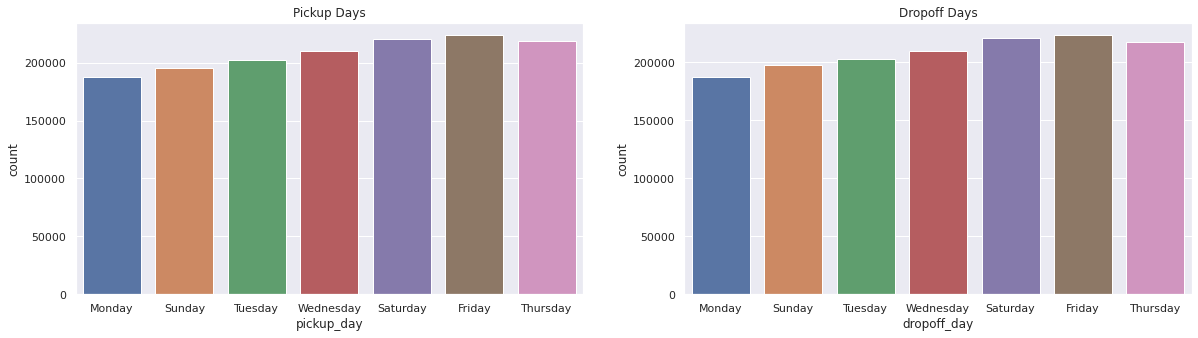 Pickup Days
200000
150000
100000
50000
0
count
Monday Sunday Tuesday Wednesday Saturday Friday Thursday
pickup_day
Dropoff Days
200000
150000
100000
50000
0
count
Monday Sunday Tuesday Wednesday Saturday Friday Thursday
dropoff_day